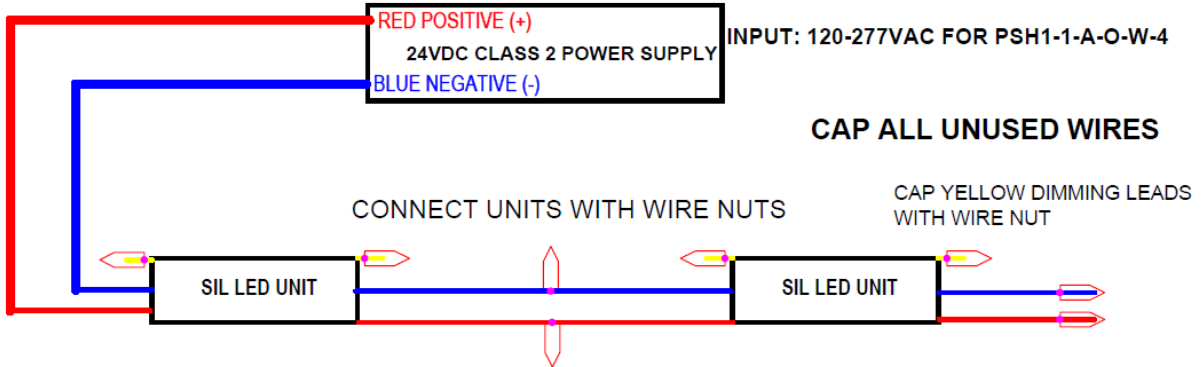 RED POSITIVE (+)
24VDC CLASS 2 POWER SUPPLY
BLUE NEGATIVE (-)
INPUT: 120-277VAC FOR PSH1-1-A-O-W-4
CAP ALL UNUSED WIRES
CONNECT UNITS WITH WIRE NUTS
CAP YELLOW DIMMING LEADS
WITH WIRE NUT
SIL LED UNIT
SIL LED UNIT